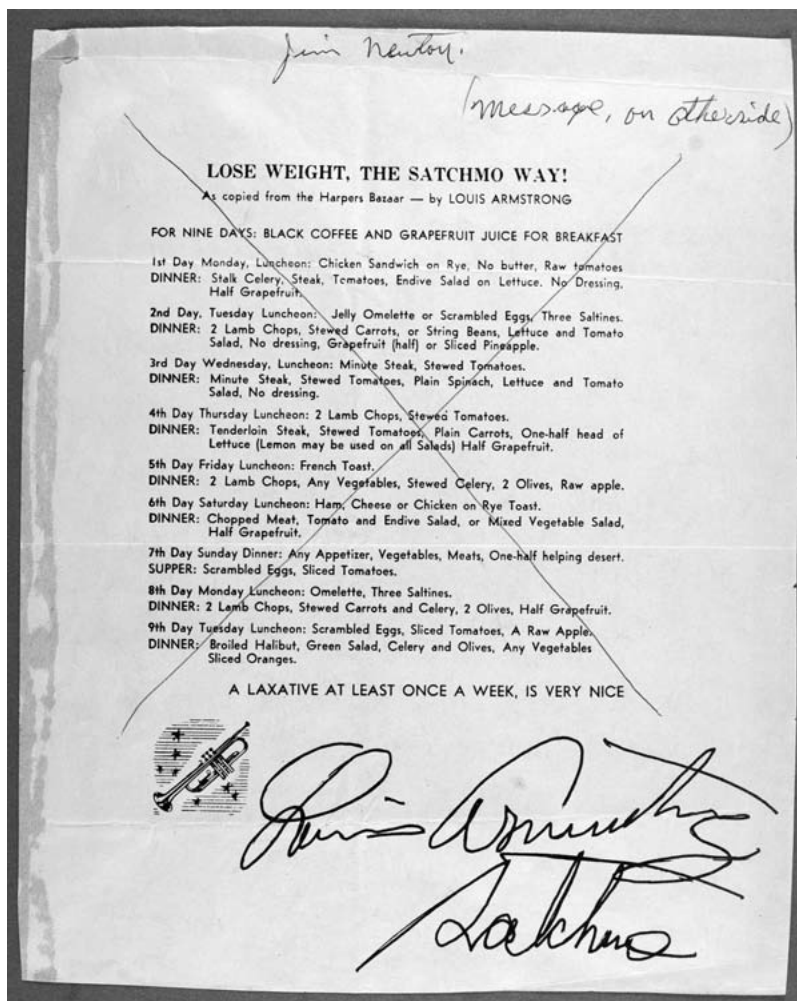 Jim Newton.
(message, on otherside)
LOSE WEIGHT, THE SATCHMO WAY!
As copied from the Harpers Bazaar — by LOUIS ARMSTRONG
FOR NINE DAYS: BLACK COFFEE AND GRAPEFRUIT JUICE FOR BREAKFAST
1st Day Monday, Luncheon: Chicken Sandwich on Rye, No butter, Raw tomatoes
DINNER: Stalk Celery, Steak, Tomatoes, Endive Salad on Lettuce. No Dressing.
Half Grapefruit.
2nd Day, Tuesday Luncheon: Jelly Omelette or Scrambled Eggs, Three Saltines.
DINNER: 2 Lamb Chops, Stewed Carrots, or String Beans, Lettuce and Tomato
Salad, No dressing, Grapefruit (half) or Sliced Pineapple.
3rd Day Wednesday, Luncheon: Minute Steak, Stewed Tomatoes.
DINNER: Minute Steak, Stewed Tomatoes, Plain Spinach, Lettuce and Tomato
Salad, No dressing.
4th Day Thursday Luncheon: 2 Lamb Chops, Stewed Tomatoes.
DINNER: Tenderloin Steak, Stewed Tomatoes, Plain Carrots, One-half head of
Lettuce (Lemon may be used on all Salads) Half Grapefruit.
5th Day Friday Luncheon: French Toast.
DINNER: 2 Lamb Chops, Any Vegetables, Stewed Celery, 2 Olives, Raw apple.
6th Day Saturday Luncheon: Ham, Cheese or Chicken on Rye Toast.
DINNER: Chopped Meat, Tomato and Endive Salad, or Mixed Vegetable Salad,
Half Grapefruit.
7th Day Sunday Dinner: Any Appetizer, Vegetables, Meats, One-half helping desert.
SUPPER: Scrambled Eggs, Sliced Tomatoes.
8th Day Monday Luncheon: Omelette, Three Saltines.
DINNER: 2 Lamb Chops, Stewed Carrots and Celery, 2 Olives, Half Grapefruit.
9th Day Tuesday Luncheon: Scrambled Eggs, Sliced Tomatoes, A Raw Apple.
DINNER: Broiled Halibut, Green Salad, Celery and Olives, Any Vegetables
Sliced Oranges.
A LAXATIVE AT LEAST ONCE A WEEK, IS VERY NICE
Louis Armstrong
Satchmo